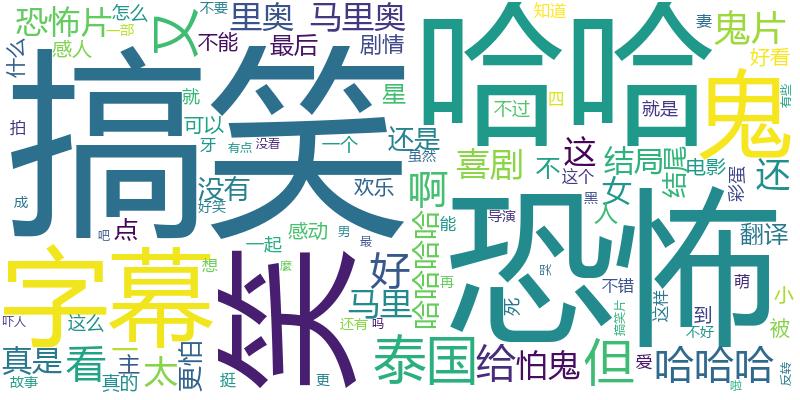 恐怖片
怎么
一部
又
里奥
马里奥
不要
不能
最后
剧情
感人
什么
搞笑
哈哈
知道
妻
鬼片
好看
鬼
有些
不过
四
就是
就
星
拍
可以
牙
有点
没看
一个
还是
虽然
喜剧
这
不
结局
结尾
电影
彩蛋
还
没有
好笑
欢乐
啊
这个
黑
女
人
成
点
吧
感动
男
最
一起
能
导演
恐怖
翻译
字幕
想
笑
麼
好
哈哈哈哈
再
死
哭
不错
萌
小
吓人
这么
马里
还有
吗
搞笑片
这样
到
不好
被
真是
一
看
主
太
更怕
挺
更
泰国
给
怕鬼
但
爱
哈哈哈
反转
故事
真的
啦